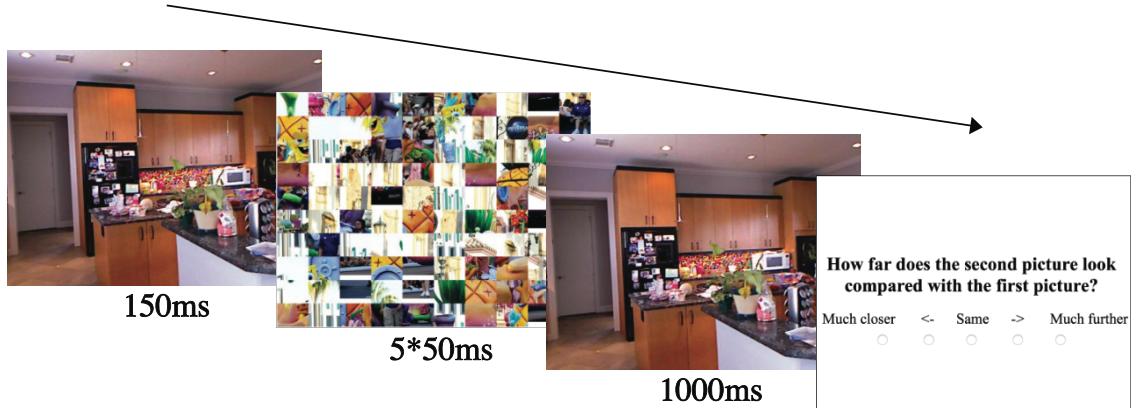 150ms
5*50ms
1000ms
How far does the second picture look
compared with the first picture?
Much closer <- Same -> Much further